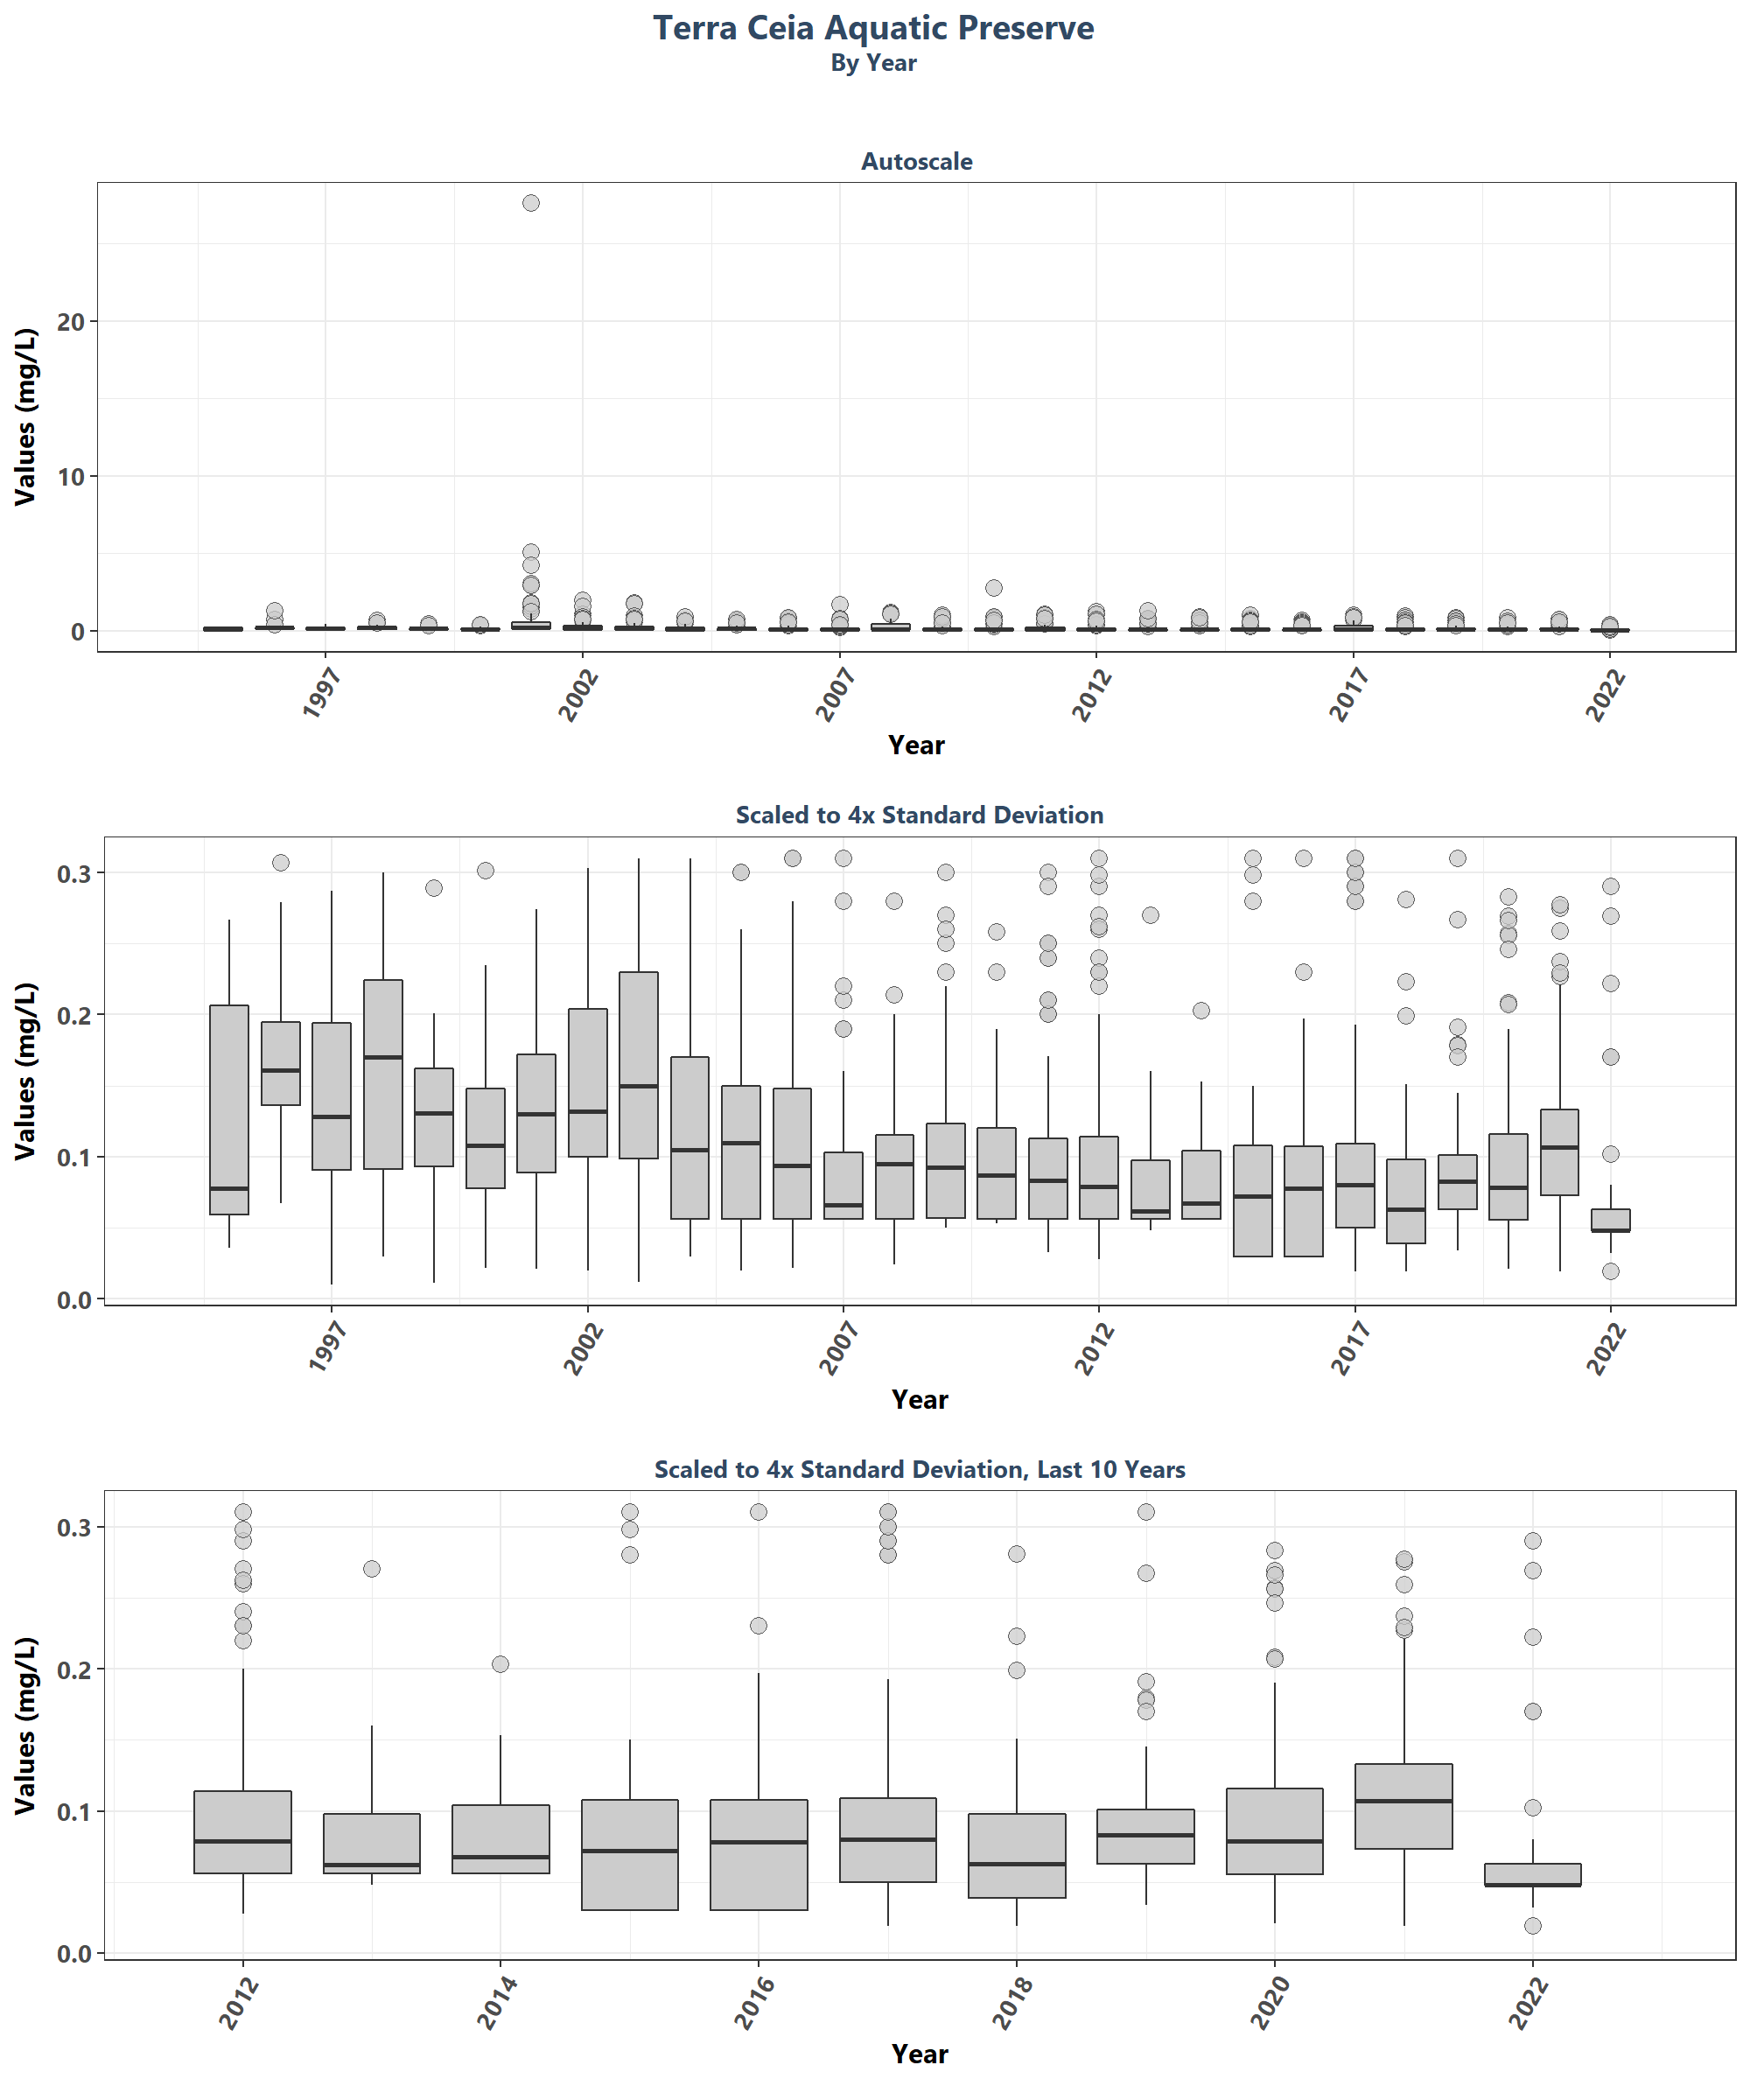 Terra Ceia Aquatic Preserve
By Year
Autoscale
Values (mg/L)
20
10
0
1997 2002 2007 2012 2017 2022
Year
Scaled to 4x Standard Deviation
Values (mg/L)
0.3
0.2
0.1
0.0
1997 2002 2007 2012 2017 2022
Year
Scaled to 4x Standard Deviation, Last 10 Years
Values (mg/L)
0.3
0.2
0.1
0.0
2012 2014 2016 2018 2020 2022
Year